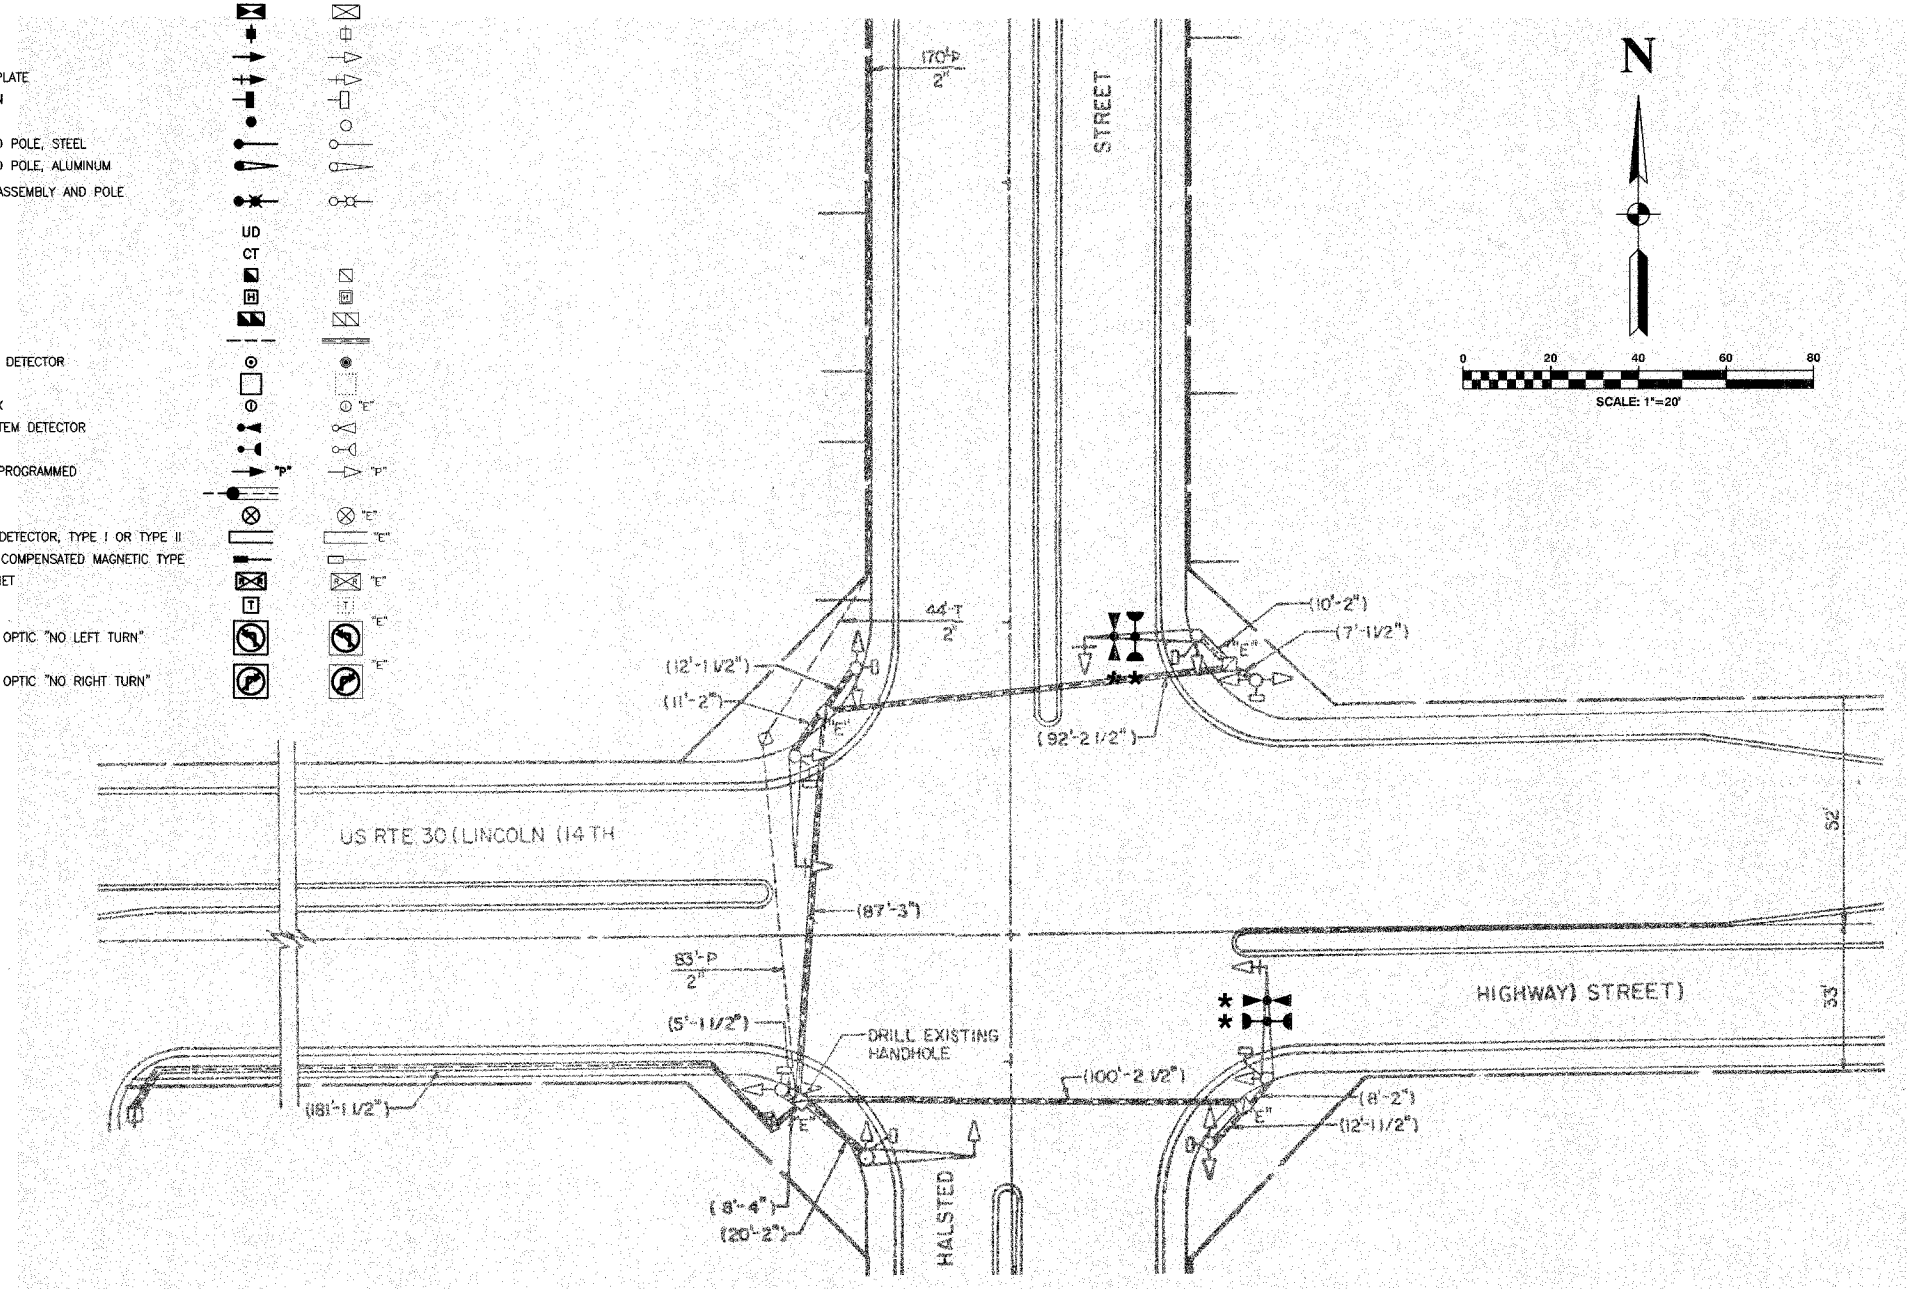 PLATE
N
POLE, STEEL
POLE, ALUMINUM
ASSEMBLY AND POLE
UD
CT
H H
DETECTOR
"E"
TEM DETECTOR
PROGRAMMED
"P" "P"
"E"
DETECTOR, TYPE I OR TYPE II
"E"
COMPENSATED MAGNETIC TYPE
NET
R R R R "E"
T T
"E"
OPTIC "NO LEFT TURN"
"E"
OPTIC "NO RIGHT TURN"
170'-P
2"
STREET
N
0 20 40 60 80
SCALE: 1"=20'
44'-T
2"
(10'-2")
(7'-1 1/2")
"E"
(12'-1 1/2")
(11'-2")
"E"
(92'-2 1/2")
* *
US RTE 30 (LINCOLN (14 TH
52'
(87'-3")
83'-P
2"
HIGHWAY) STREET)
33'
*
*
(5'-1 1/2")
DRILL EXISTING
HANDHOLE
(181'-1 1/2")
(100'-2 1/2")
(8'-2")
(12'-1 1/2")
"E"
"E"
(8'-4")
(20'-2")
HALSTED